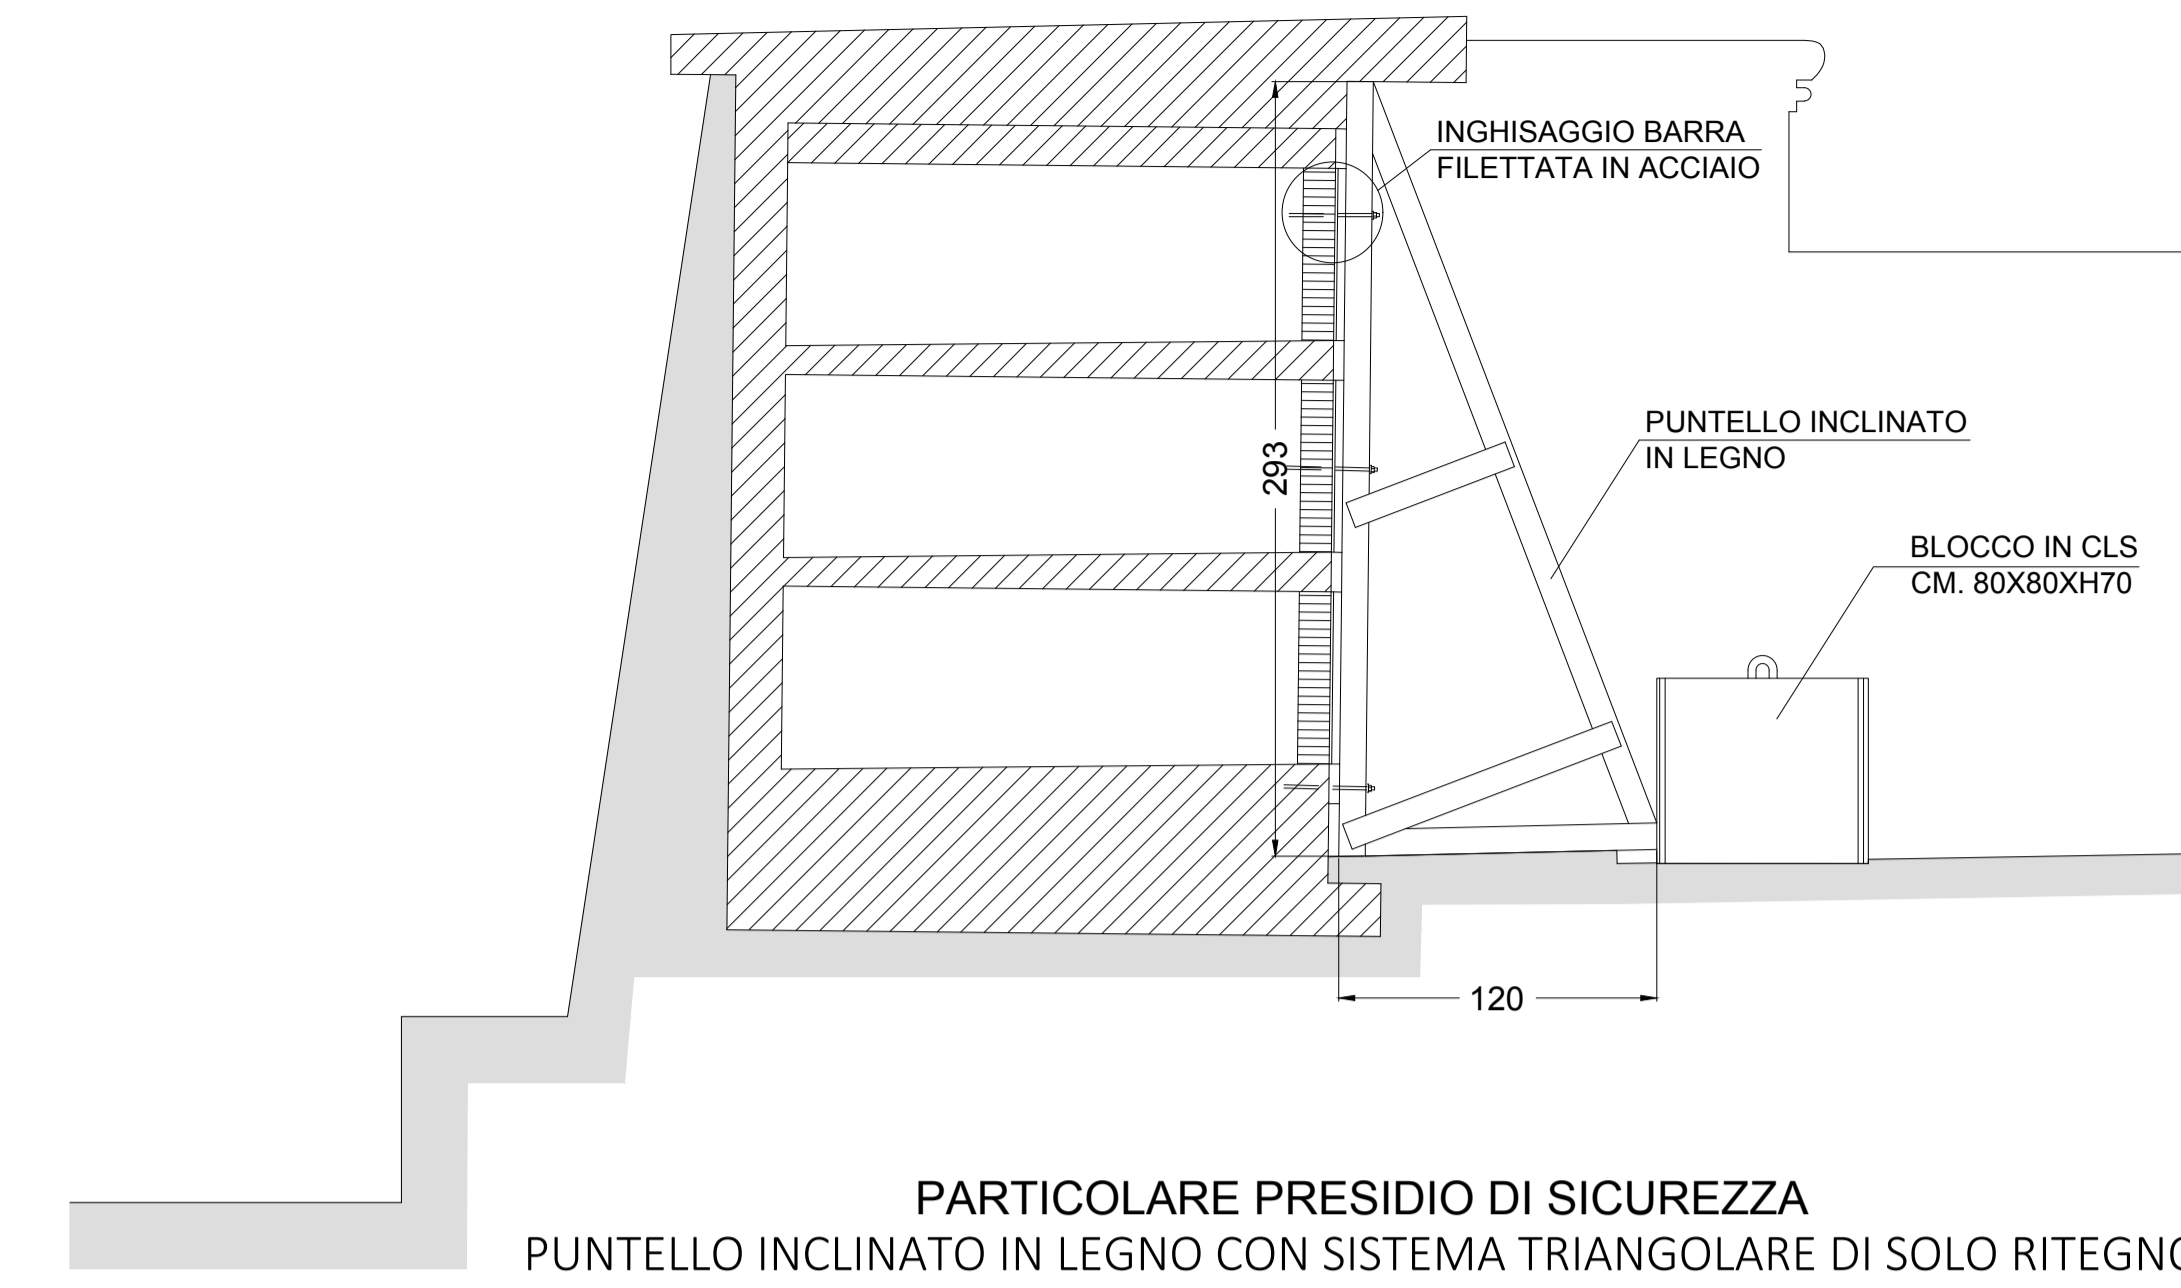 INGHISAGGIO BARRA
FILETTATA IN ACCIAIO
PUNTELLO INCLINATO
IN LEGNO
293
BLOCCO IN CLS
CM. 80X80XH70
120
PARTICOLARE PRESIDIO DI SICUREZZA
PUNTELLO INCLINATO IN LEGNO CON SISTEMA TRIANGOLARE DI SOLO RITEGNO